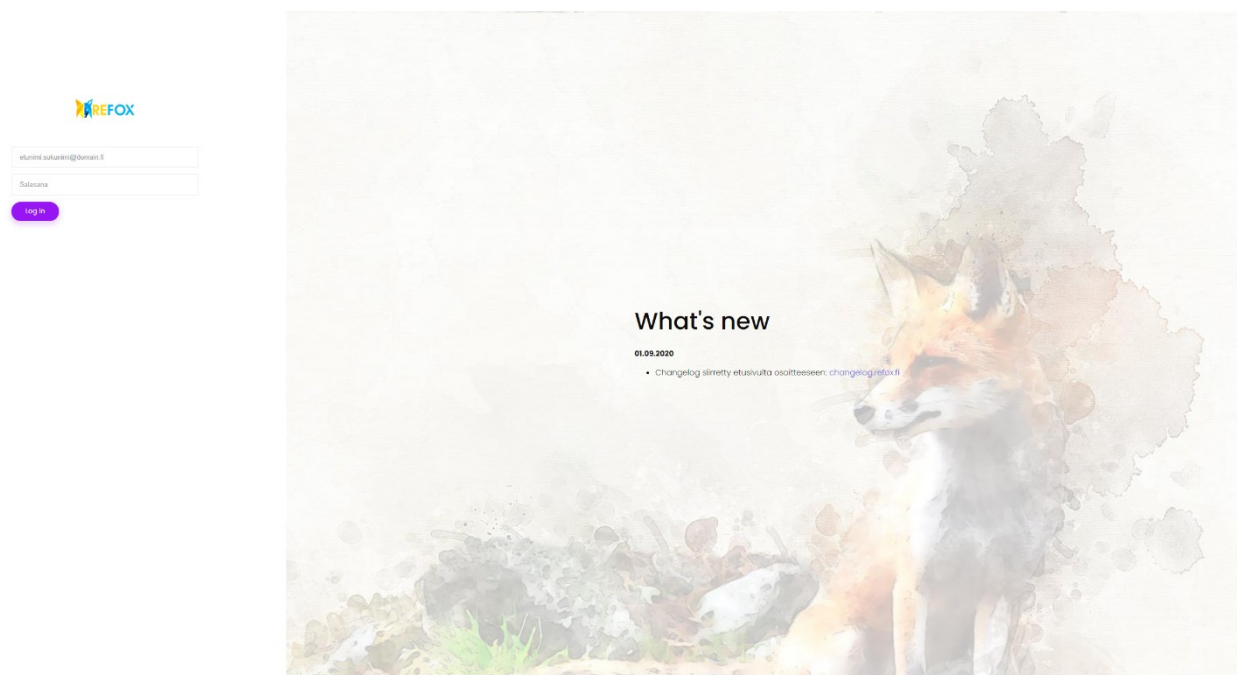 REFOX
etunimi.sukunimi@domain.fi
Salasana
Log in
What's new
01.09.2020
Changelog siirretty etusivulta osoitteeseen: changelog.refox.fi